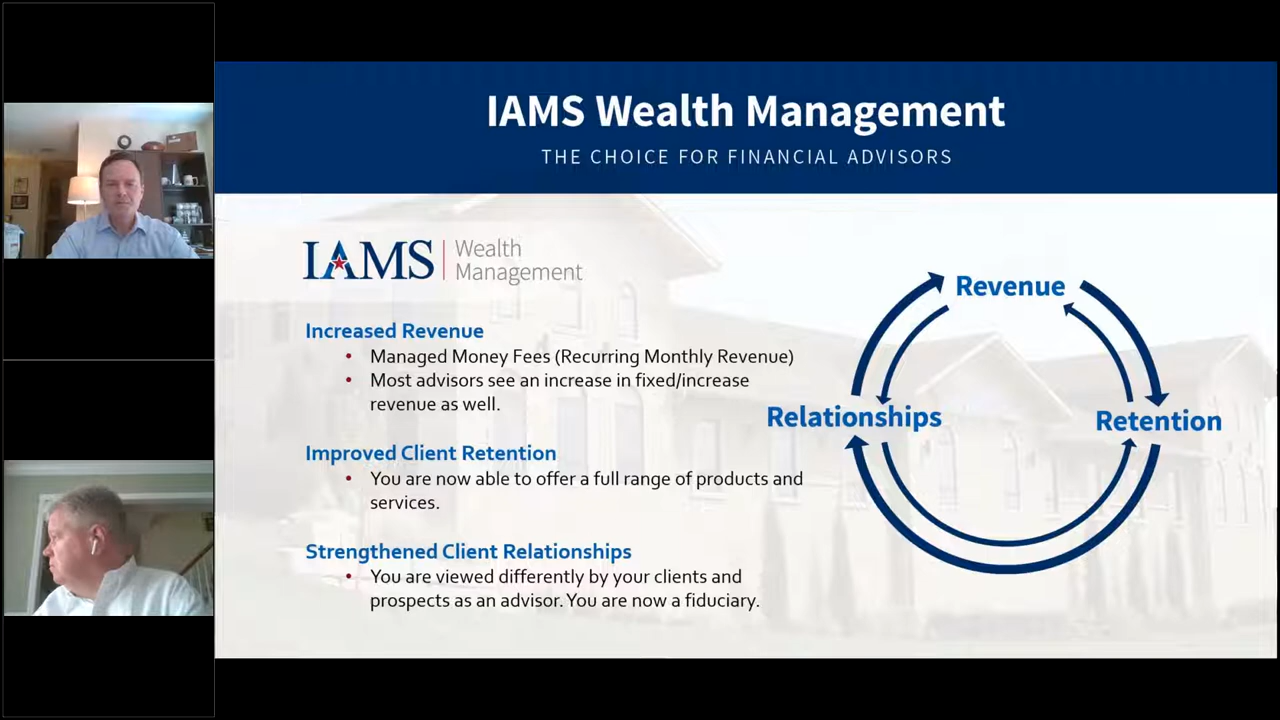 IAMS Wealth Management
THE CHOICE FOR FINANCIAL ADVISORS
IAMS Wealth
Management
Increased Revenue
• Managed Money Fees (Recurring Monthly Revenue)
• Most advisors see an increase in fixed/increase
revenue as well.
Improved Client Retention
• You are now able to offer a full range of products and
services.
Strengthened Client Relationships
• You are viewed differently by your clients and
prospects as an advisor. You are now a fiduciary.
Revenue
Relationships
Retention